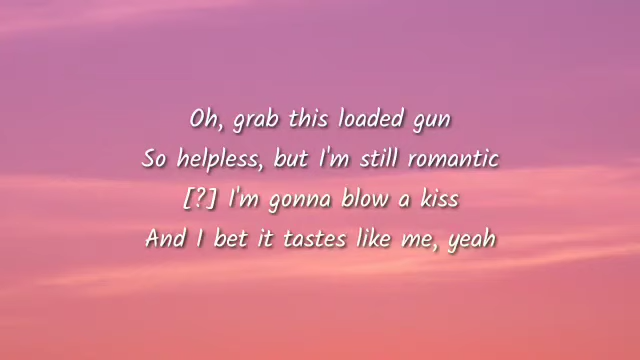 Oh, grab this loaded gun
So helpless, but I'm still romantic
[?] I'm gonna blow a kiss
And I bet it tastes like me, yeah